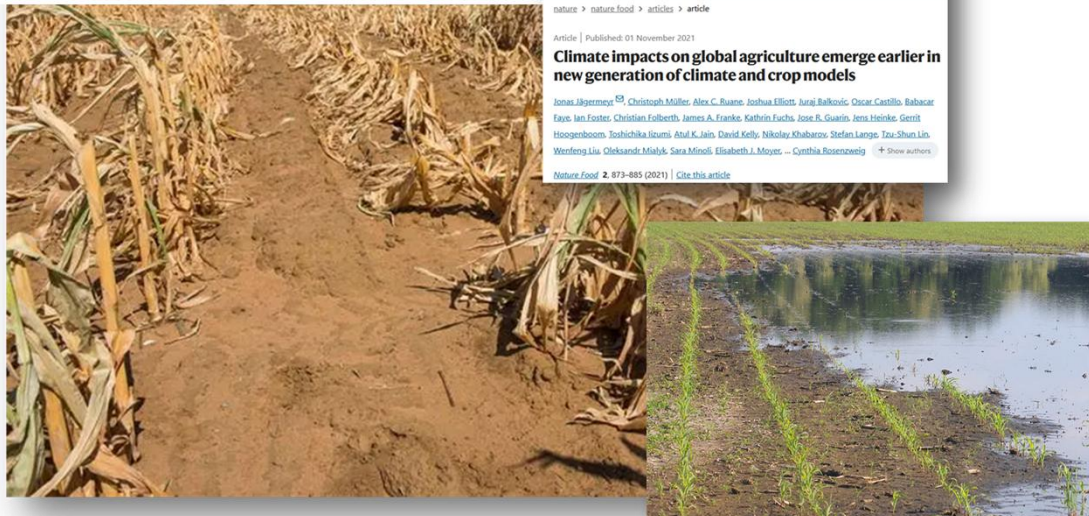 nature > nature food > articles > article
Article | Published: 01 November 2021
Climate impacts on global agriculture emerge earlier in
new generation of climate and crop models
Jonas Jägermeyr, Christoph Müller, Alex C. Ruane, Joshua Elliott, Juraj Balkovic, Oscar Castillo, Babacar
Faye, Ian Foster, Christian Folberth, James A. Franke, Kathrin Fuchs, Jose R. Guarin, Jens Heinke, Gerrit
Hoogenboom, Toshichika Iizumi, Atul K. Jain, David Kelly, Nikolay Khabarov, Stefan Lange, Tzu-Shun Lin,
Wenfeng Liu, Oleksandr Mialyk, Sara Minoli, Elisabeth J. Moyer, ... Cynthia Rosenzweig + Show authors
Nature Food 2, 873–885 (2021) | Cite this article